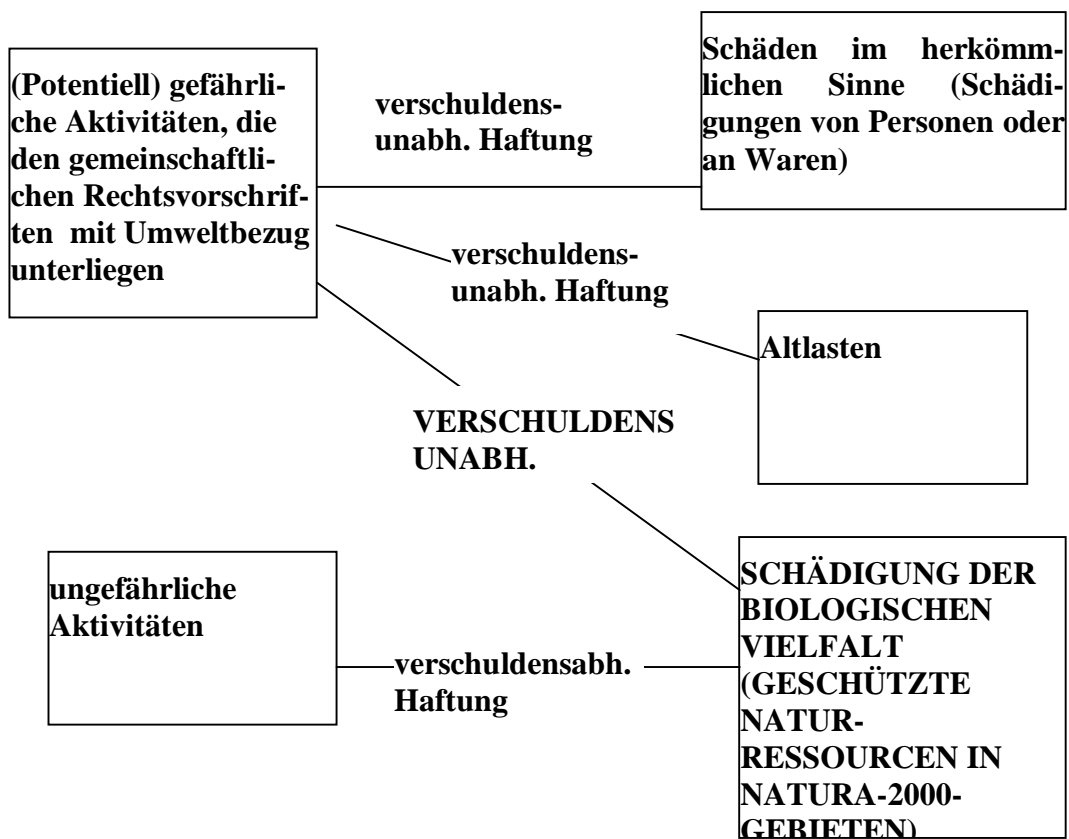 (Potentiell) gefährli-
che Aktivitäten, die
den gemeinschaftli-
chen Rechtsvorschrif-
ten mit Umweltbezug
unterliegen
verschuldens-
unabh. Haftung
Schäden im herkömm-
lichen Sinne (Schädi-
gungen von Personen oder
an Waren)
verschuldens-
unabh. Haftung
Altlasten
VERSCHULDENS
UNABH.
ungefährliche
Aktivitäten
verschuldensabh.
Haftung
SCHÄDIGUNG DER
BIOLOGISCHEN
VIELFALT
(GESCHÜTZTE
NATUR-
RESSOURCEN IN
NATURA-2000-
GEBIETEN)